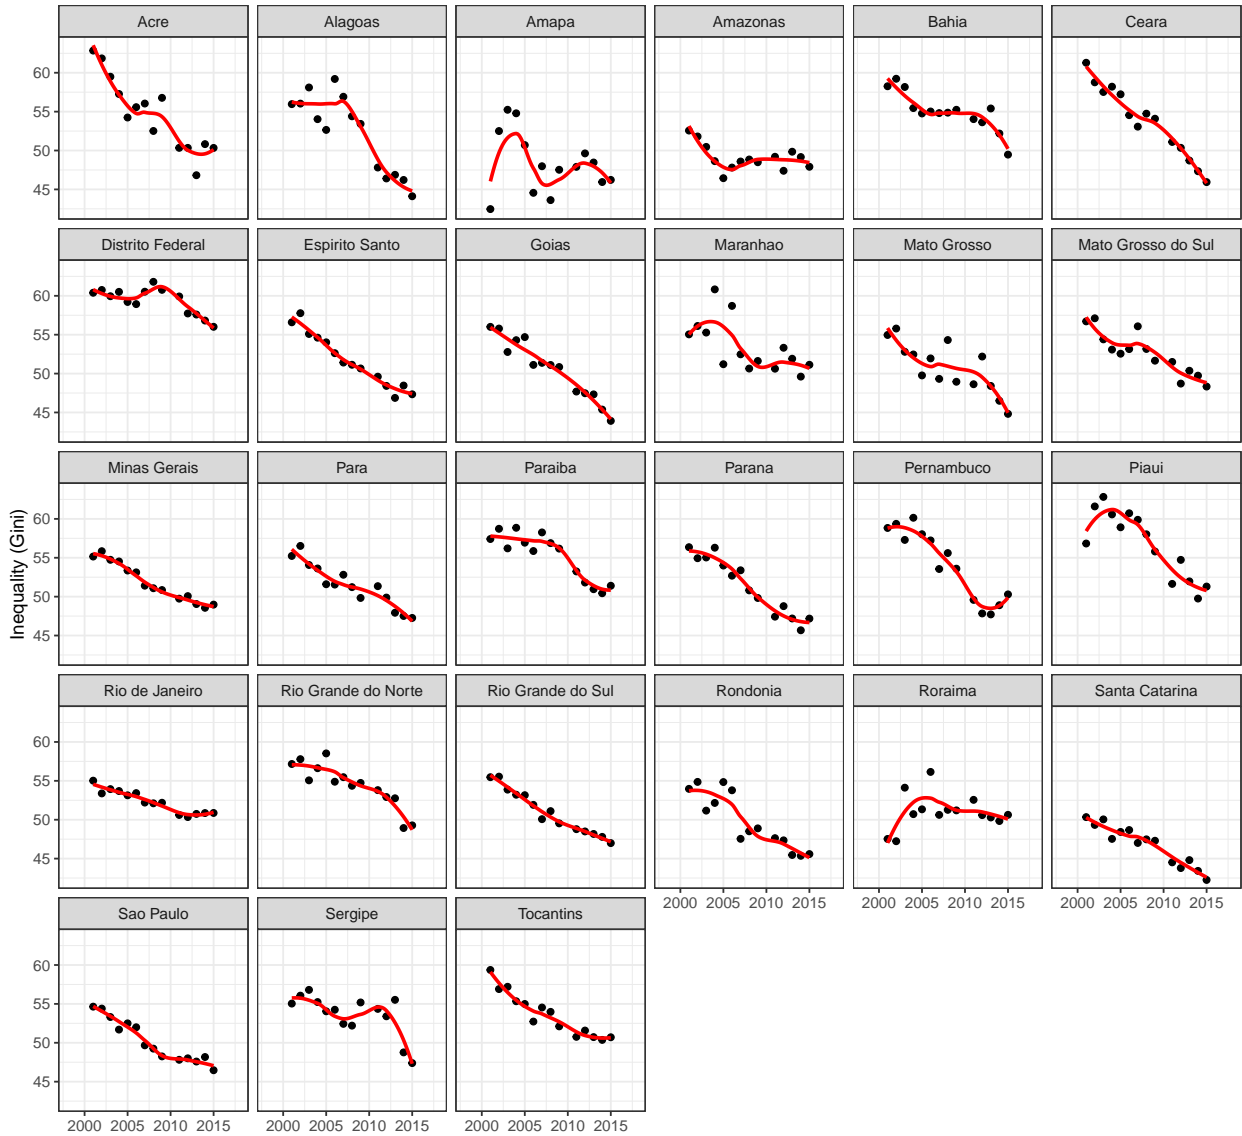 Acre Alagoas Amapa Amazonas Bahia Ceara
60
55
50
45
Distrito Federal Espirito Santo Goias Maranhao Mato Grosso Mato Grosso do Sul
60
55
50
45
Minas Gerais Para Paraiba Parana Pernambuco Piaui
60
55
50
45
Inequality (Gini)
Rio de Janeiro Rio Grande do Norte Rio Grande do Sul Rondonia Roraima Santa Catarina
60
55
50
45
2000 2005 2010 2015 2000 2005 2010 2015 2000 2005 2010 2015
Sao Paulo Sergipe Tocantins
60
55
50
45
2000 2005 2010 2015 2000 2005 2010 2015 2000 2005 2010 2015